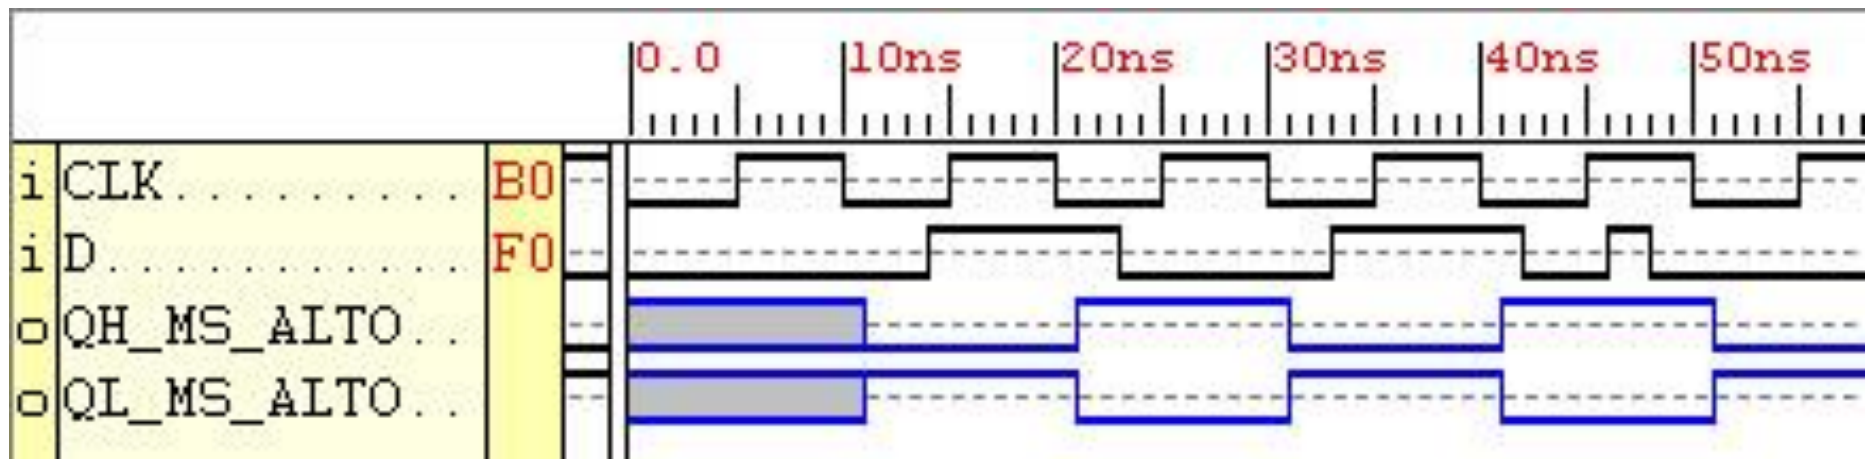 0.0 10ns 20ns 30ns 40ns 50ns
i CLK.......... B0
i D............. F0
o QH_MS_ALTO...
o QL_MS_ALTO...